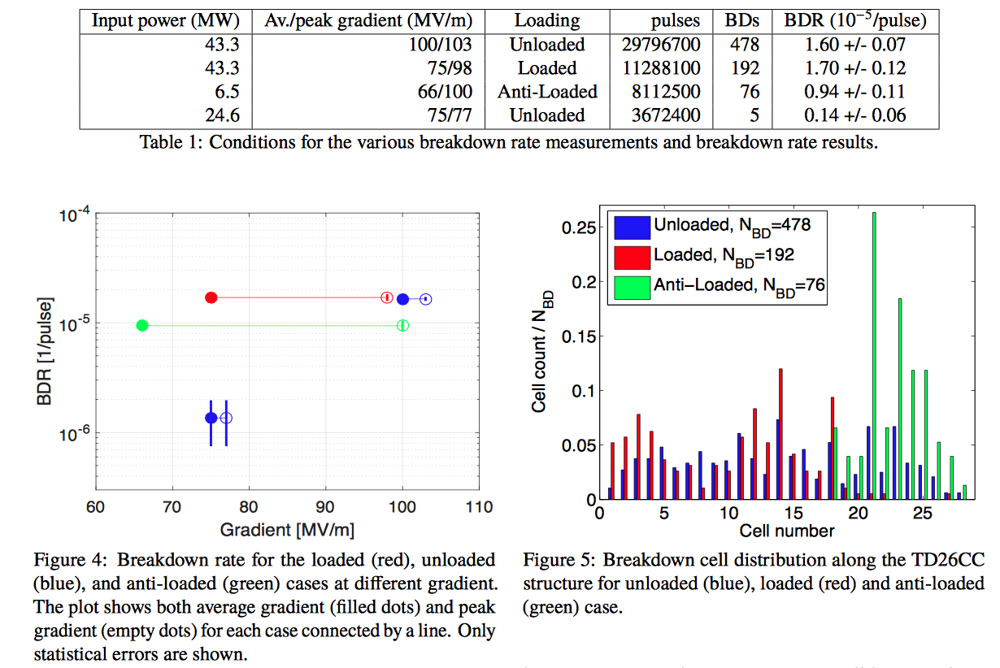 Input power (MW) Av./peak gradient (MV/m) Loading pulses BDs BDR (10⁻⁵/pulse)
43.3 100/103 Unloaded 29796700 478 1.60 +/- 0.07
43.3 75/98 Loaded 11288100 192 1.70 +/- 0.12
6.5 66/100 Anti-Loaded 8112500 76 0.94 +/- 0.11
24.6 75/77 Unloaded 3672400 5 0.14 +/- 0.06
Table 1: Conditions for the various breakdown rate measurements and breakdown rate results.
10⁻⁴
10⁻⁵
10⁻⁶
BDR [1/pulse]
60 70 80 90 100 110
Gradient [MV/m]
Figure 4: Breakdown rate for the loaded (red), unloaded
(blue), and anti-loaded (green) cases at different gradient.
The plot shows both average gradient (filled dots) and peak
gradient (empty dots) for each case connected by a line. Only
statistical errors are shown.
Unloaded, N_BD=478
Loaded, N_BD=192
Anti–Loaded, N_BD=76
0.25
0.2
0.15
0.1
0.05
0
Cell count / N_BD
0 5 10 15 20 25
Cell number
Figure 5: Breakdown cell distribution along the TD26CC
structure for unloaded (blue), loaded (red) and anti-loaded
(green) case.